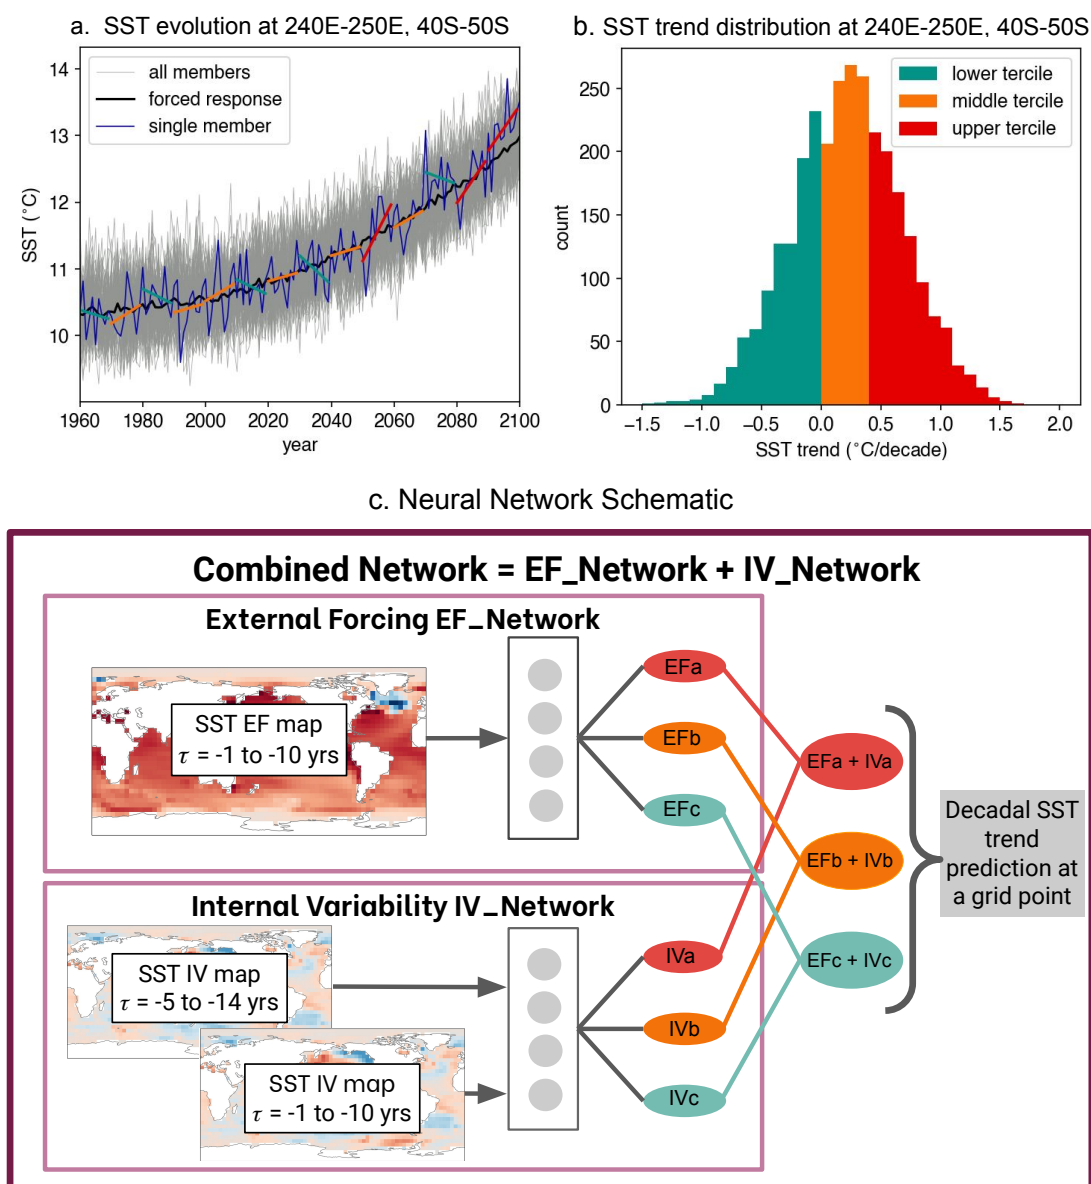 a. SST evolution at 240E-250E, 40S-50S
all members
forced response
single member
14
13
12
11
10
SST (°C)
1960 1980 2000 2020 2040 2060 2080 2100
year
b. SST trend distribution at 240E-250E, 40S-50S
lower tercile
middle tercile
upper tercile
250
200
150
100
50
0
count
−1.5 −1.0 −0.5 0.0 0.5 1.0 1.5 2.0
SST trend (°C/decade)
c. Neural Network Schematic
Combined Network = EF_Network + IV_Network
External Forcing EF_Network
SST EF map
τ = -1 to -10 yrs
EFa
EFb
EFc
Internal Variability IV_Network
SST IV map
τ = -5 to -14 yrs
SST IV map
τ = -1 to -10 yrs
IVa
IVb
IVc
EFa + IVa
EFb + IVb
EFc + IVc
Decadal SST
trend
prediction at
a grid point